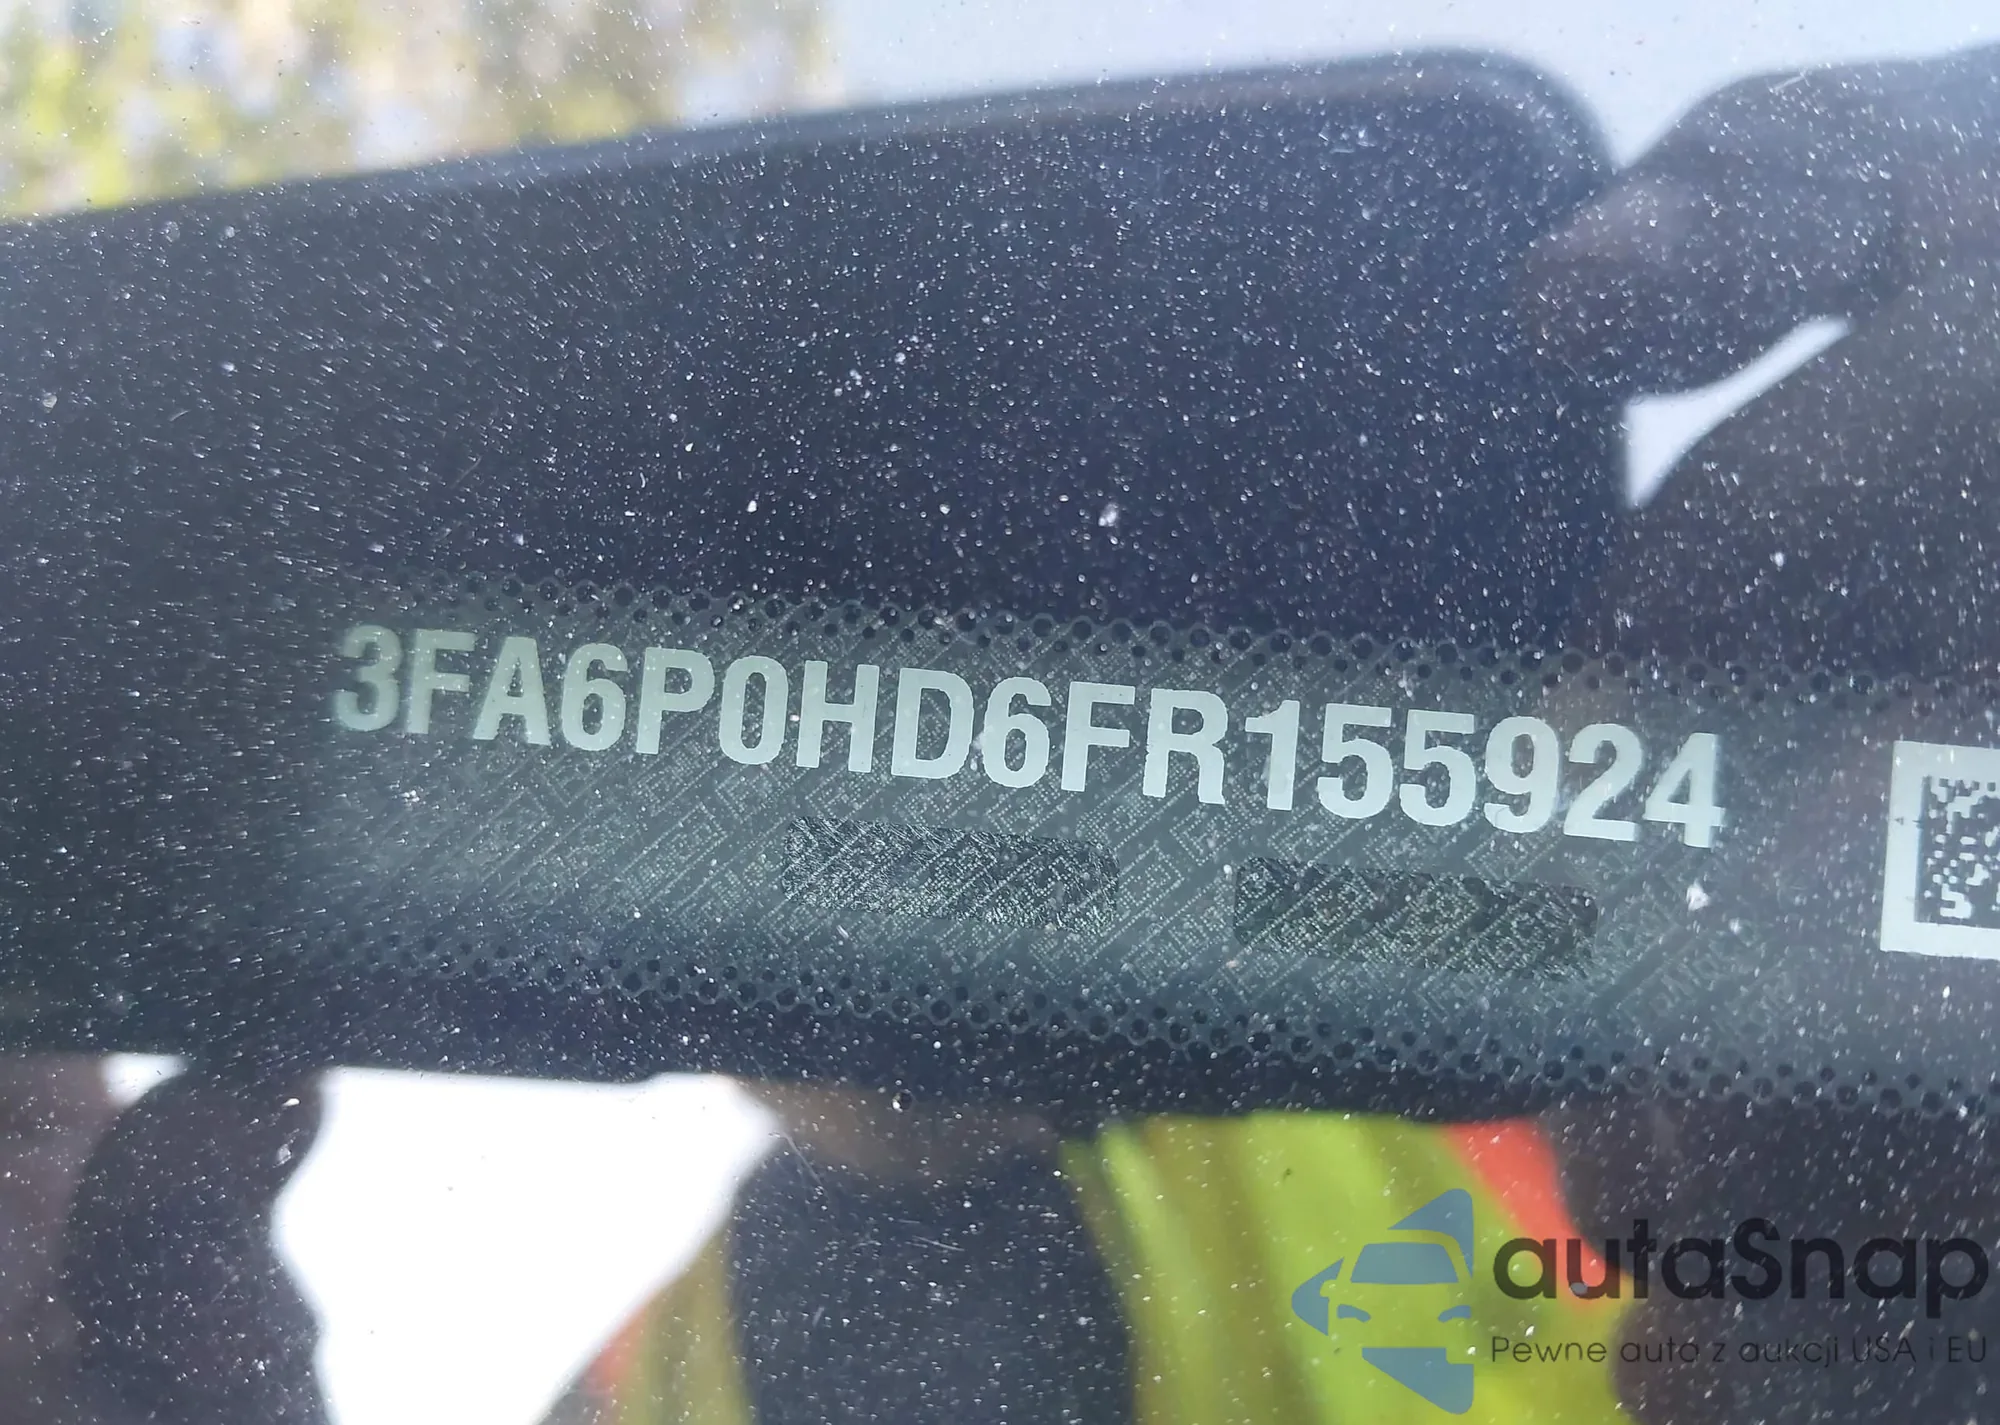 3FA6P0HD6FR155924
autaSnap
Pewne auto z aukcji USA i EU